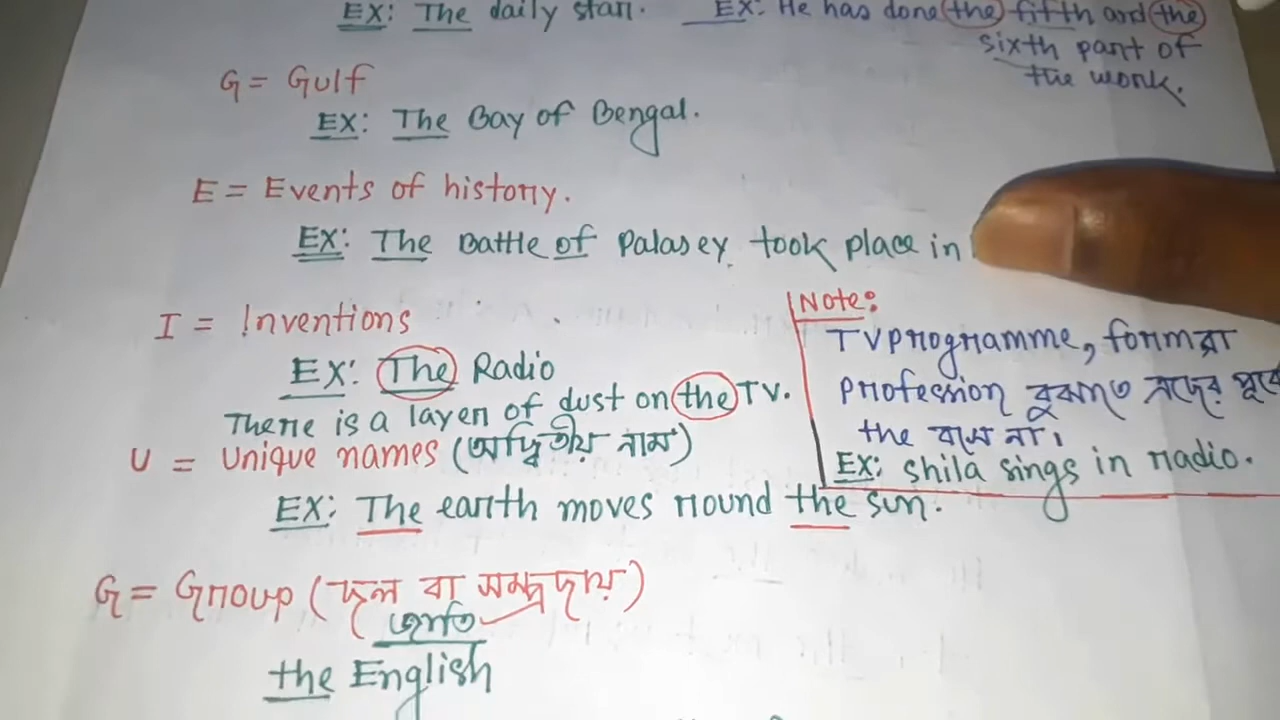 EX: The daily star. EX: He has done the fifth and the
sixth part of
the work.
G = Gulf
EX: The Bay of Bengal.
E = Events of history.
EX: The Battle of Palasey took place in
I = Inventions
EX: The Radio
There is a layer of dust on the TV.
Note:
TV programme, form বা
profession বুঝাতে এদের পূর্বে
the বসে না।
EX: Shila sings in radio.
U = Unique names (অদ্বিতীয় নাম)
EX: The earth moves round the sun.
G = Group (দল বা সম্প্রদায়)
জাতি
the English